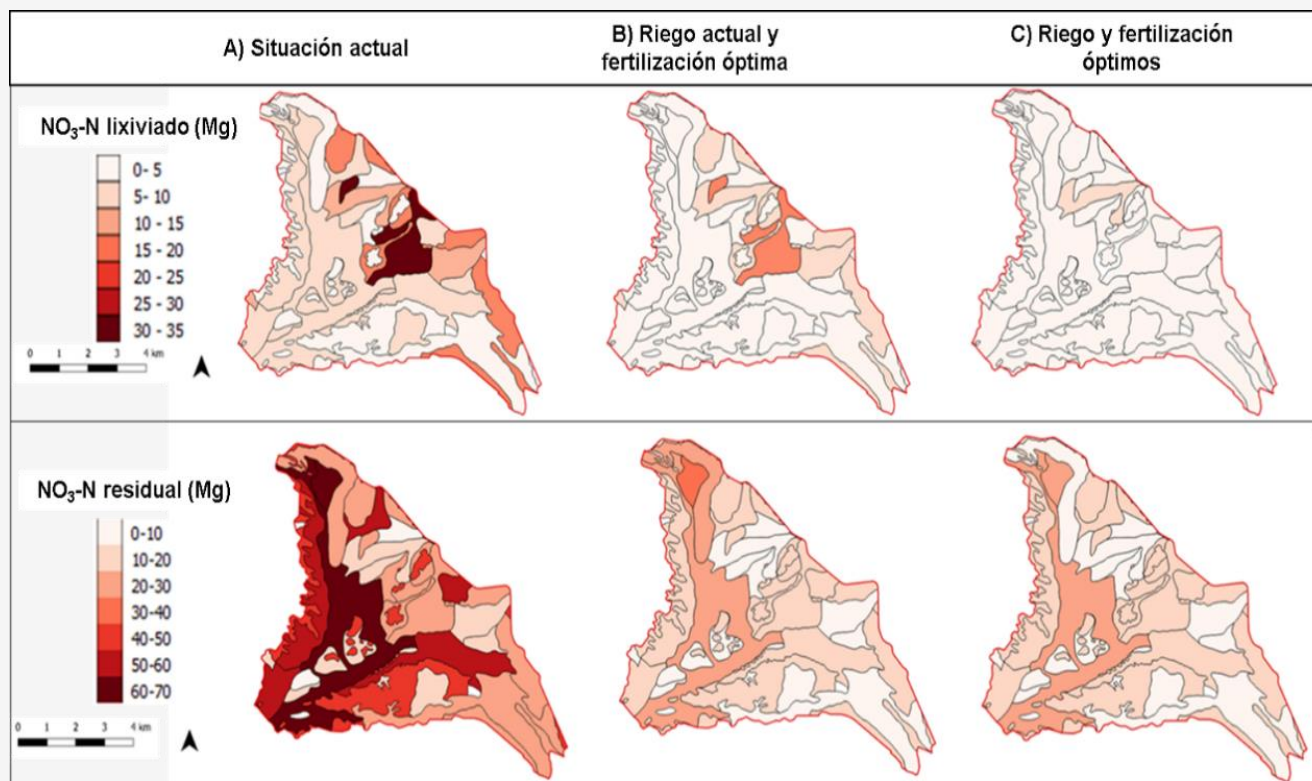 A) Situación actual
B) Riego actual y
fertilización óptima
C) Riego y fertilización
óptimos
NO₃-N lixiviado (Mg)
0- 5
5- 10
10 - 15
15 - 20
20 - 25
25 - 30
30 - 35
0 1 2 3 4 km
NO₃-N residual (Mg)
0-10
10-20
20-30
30-40
40-50
50-60
60-70
0 1 2 3 4 km